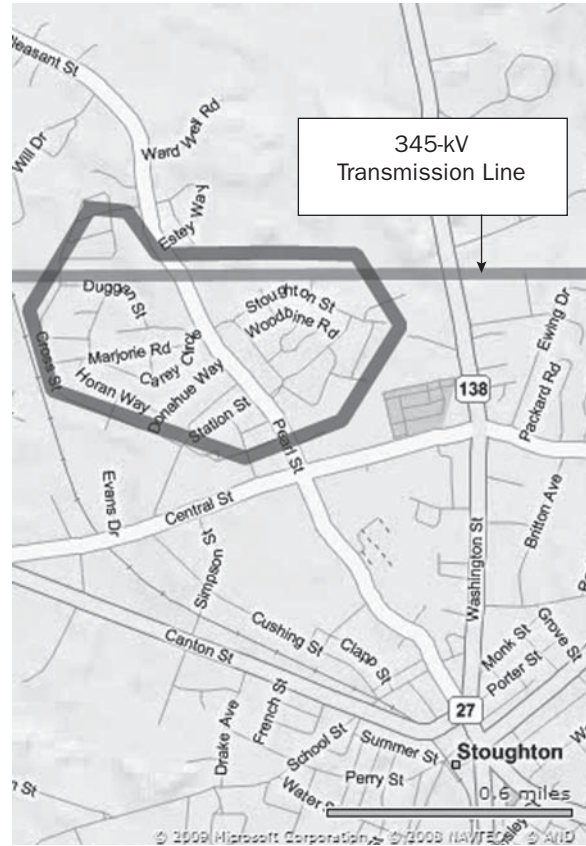 Pleasant St
Ward Well Rd
Will Dr
345-kV
Transmission Line
Estey Way
Duggan St
Stoughton St
Woodbine Rd
Ewing Dr
Marjorie Rd
Carey Circle
Cross St
Horan Way
Donahue Way
138
Packard Rd
Station St
Pearl St
Evans Dr
Central St
Britton Ave
Simpson St
Washington St
Cushing St
Canton St
Clapp St
Monk St
Grove St
Porter St
27
French St
Drake Ave
School St
Summer St
Stoughton
Perry St
Water
0.6 miles
© 2009 Microsoft Corporation © 2008 NAVTEQ © AND